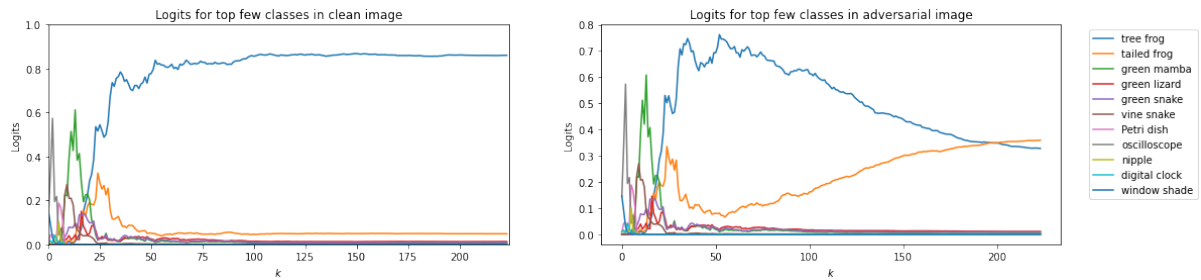 Logits for top few classes in clean image
Logits
1.0
0.8
0.6
0.4
0.2
0.0
0 25 50 75 100 125 150 175 200
k
Logits for top few classes in adversarial image
Logits
0.8
0.7
0.6
0.5
0.4
0.3
0.2
0.1
0.0
0 50 100 150 200
k
tree frog
tailed frog
green mamba
green lizard
green snake
vine snake
Petri dish
oscilloscope
nipple
digital clock
window shade